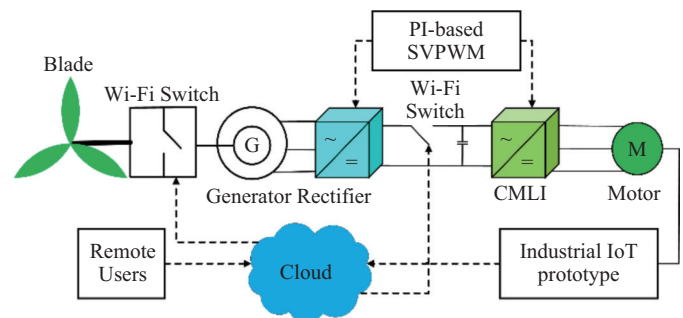 PI-based
SVPWM
Blade
Wi-Fi Switch
Wi-Fi
Switch
G
~
=
~
=
M
Generator Rectifier
CMLI
Motor
Remote
Users
Cloud
Industrial IoT
prototype